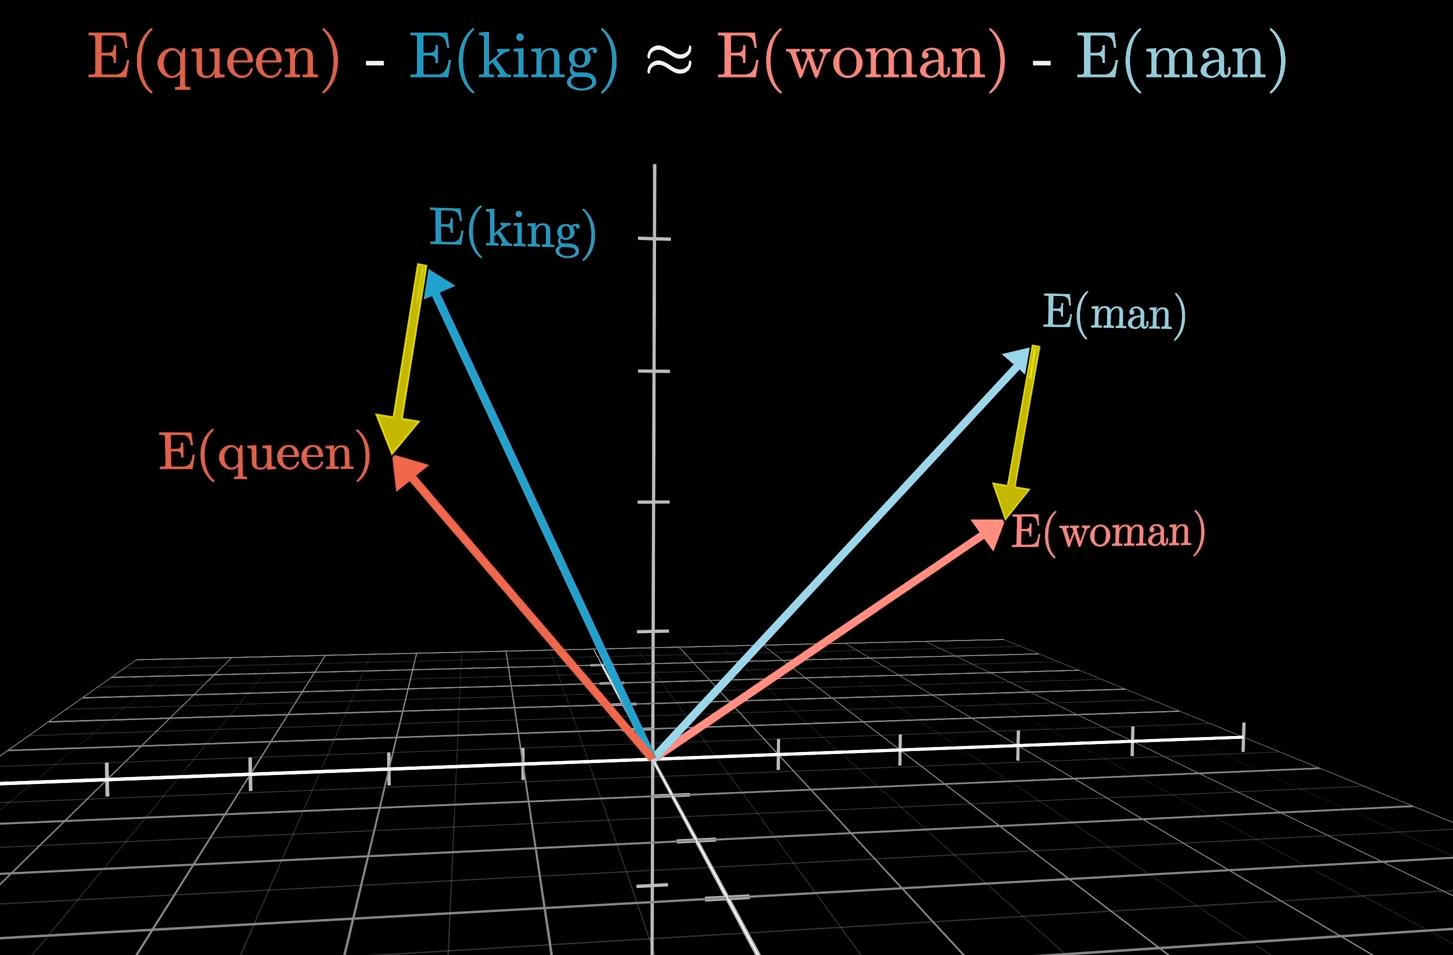 E(queen) - E(king) ≈ E(woman) - E(man)
E(king)
E(man)
E(queen)
E(woman)